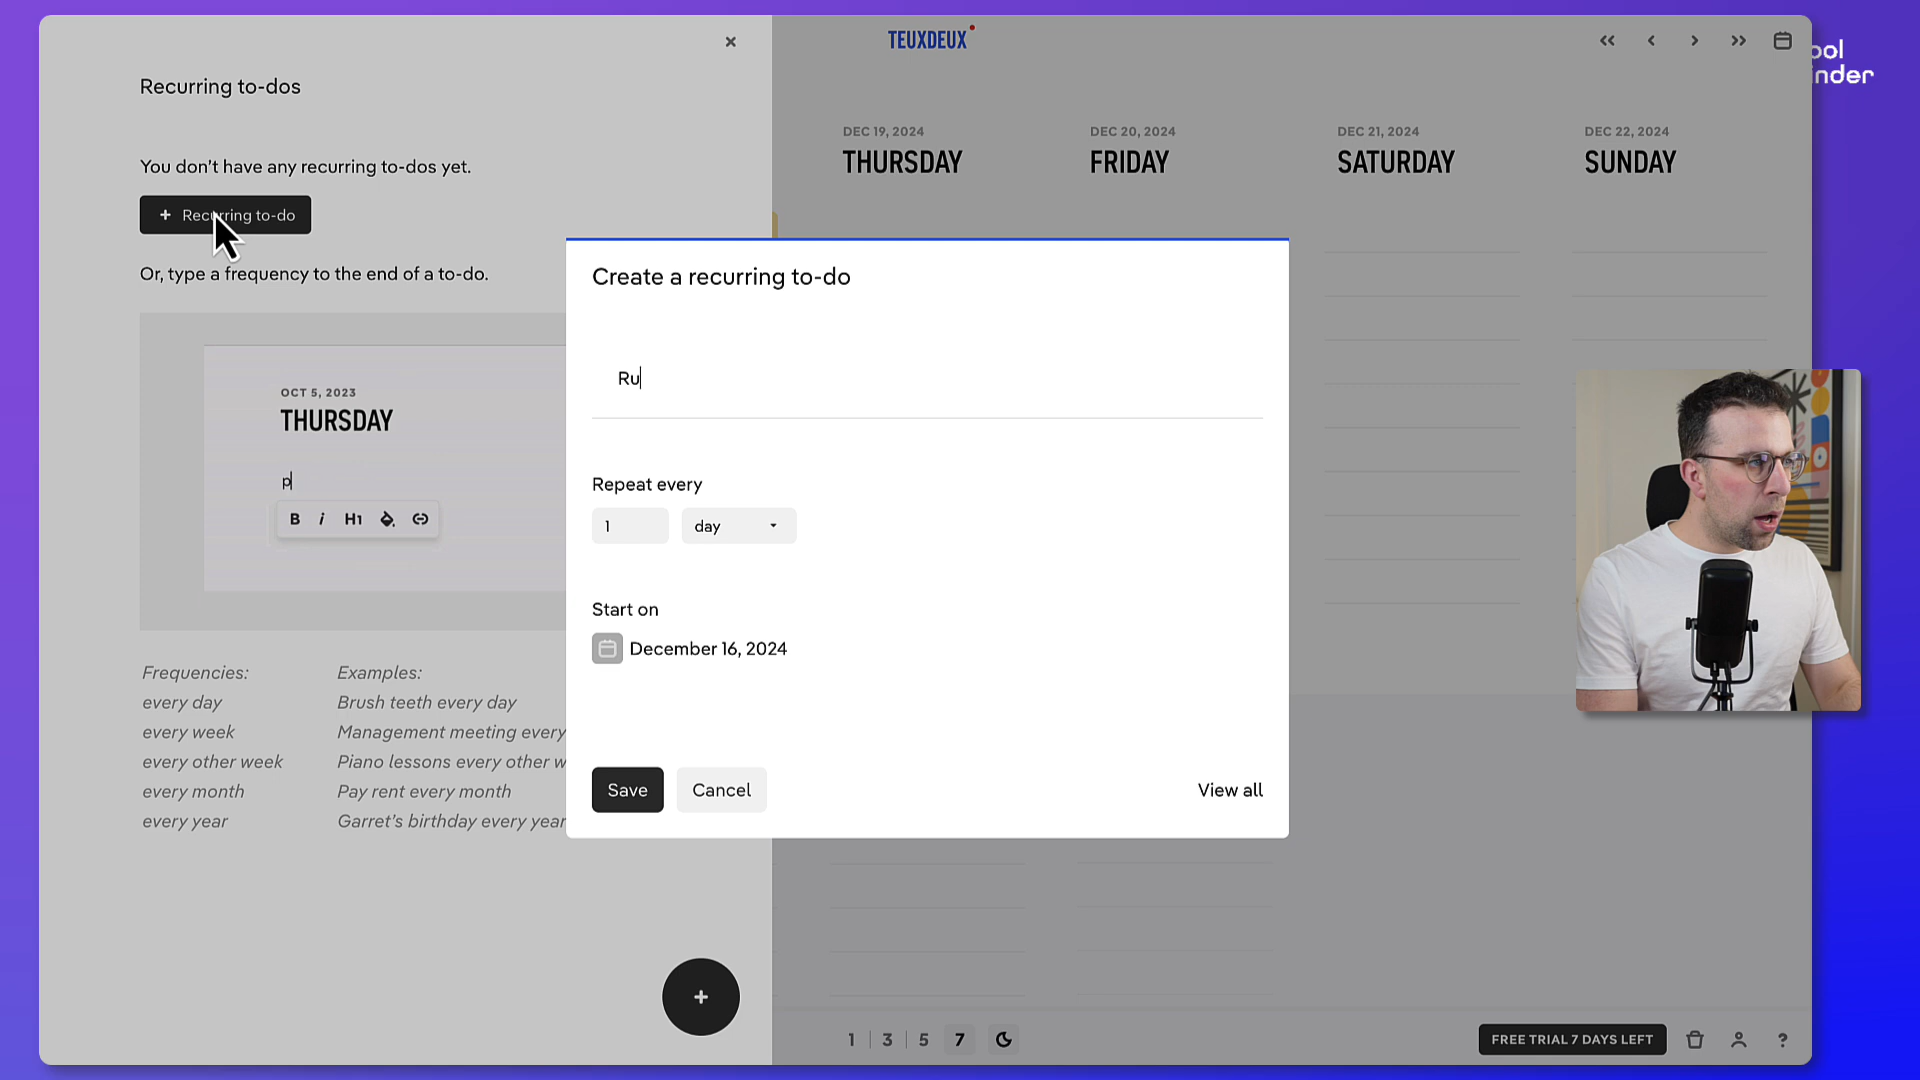 TEUXDEUX
ool
inder
Recurring to-dos
You don’t have any recurring to-dos yet.
+ Recurring to-do
Or, type a frequency to the end of a to-do.
OCT 5, 2023
THURSDAY
p
B i H1
Frequencies: Examples:
every day Brush teeth every day
every week Management meeting every
every other week Piano lessons every other w
every month Pay rent every month
every year Garret’s birthday every year
DEC 19, 2024
THURSDAY
DEC 20, 2024
FRIDAY
DEC 21, 2024
SATURDAY
DEC 22, 2024
SUNDAY
Create a recurring to-do
Ru
Repeat every
1 day
Start on
December 16, 2024
Save Cancel View all
+
1 3 5 7
FREE TRIAL 7 DAYS LEFT ?